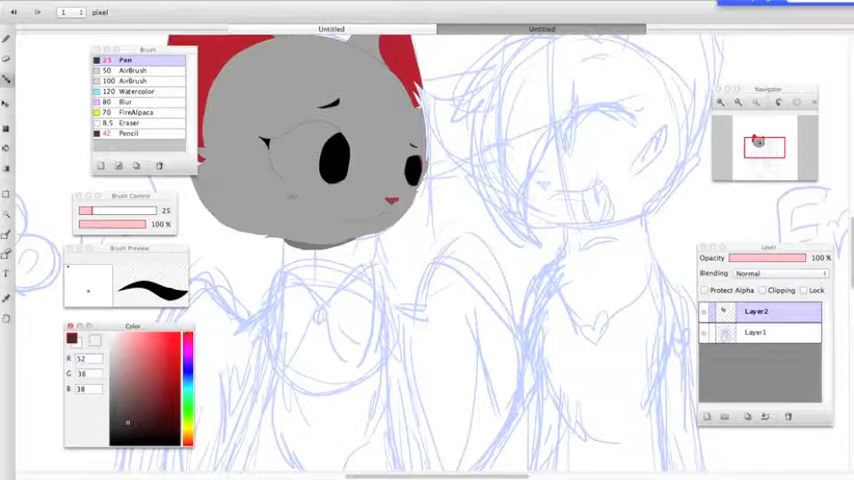 1 pixel
Untitled Untitled
Brush
25 Pen
50 AirBrush
100 AirBrush
120 Watercolor
80 Blur
70 FireAlpaca
8.5 Eraser
42 Pencil
Brush Control
25
100 %
Brush Preview
Color
R 52
G 38
B 38
Navigator
Layer
Opacity 100 %
Blending Normal
Protect Alpha Clipping Lock
Layer2
Layer1